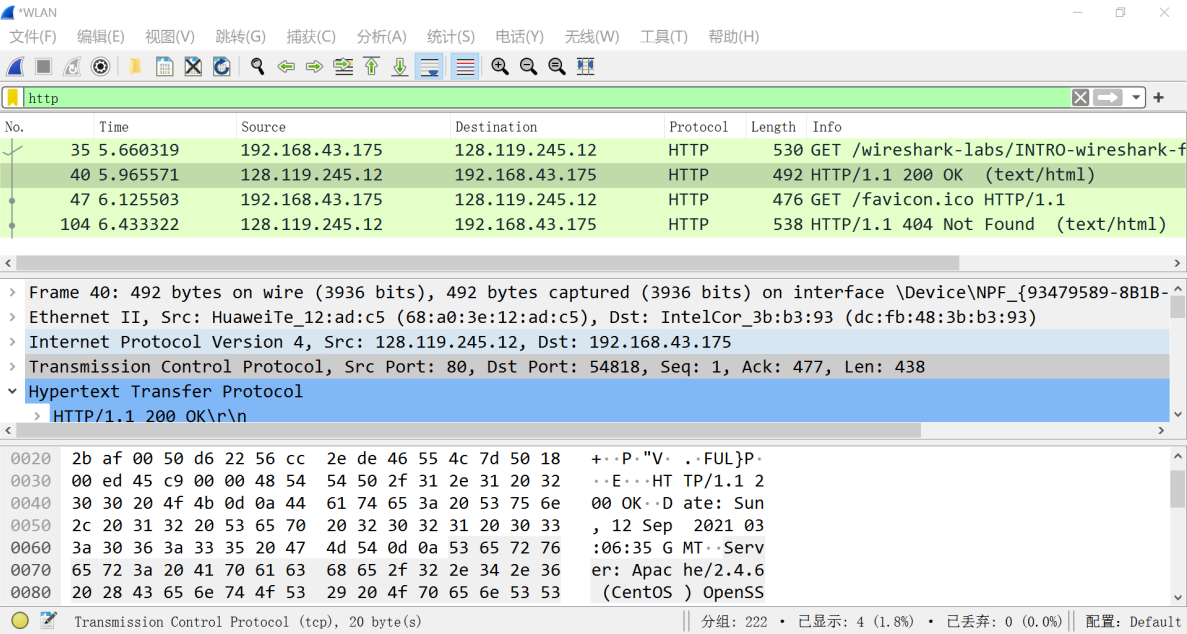 *WLAN
文件(F) 编辑(E) 视图(V) 跳转(G) 捕获(C) 分析(A) 统计(S) 电话(Y) 无线(W) 工具(T) 帮助(H)
http
No. Time Source Destination Protocol Length Info
35 5.660319 192.168.43.175 128.119.245.12 HTTP 530 GET /wireshark-labs/INTRO-wireshark-f
40 5.965571 128.119.245.12 192.168.43.175 HTTP 492 HTTP/1.1 200 OK  (text/html)
47 6.125503 192.168.43.175 128.119.245.12 HTTP 476 GET /favicon.ico HTTP/1.1
104 6.433322 128.119.245.12 192.168.43.175 HTTP 538 HTTP/1.1 404 Not Found  (text/html)
Frame 40: 492 bytes on wire (3936 bits), 492 bytes captured (3936 bits) on interface \Device\NPF_{93479589-8B1B-
Ethernet II, Src: HuaweiTe_12:ad:c5 (68:a0:3e:12:ad:c5), Dst: IntelCor_3b:b3:93 (dc:fb:48:3b:b3:93)
Internet Protocol Version 4, Src: 128.119.245.12, Dst: 192.168.43.175
Transmission Control Protocol, Src Port: 80, Dst Port: 54818, Seq: 1, Ack: 477, Len: 438
Hypertext Transfer Protocol
HTTP/1.1 200 OK\r\n
0020 2b af 00 50 d6 22 56 cc 2e de 46 55 4c 7d 50 18 +··P·"V· .·FUL}P·
0030 00 ed 45 c9 00 00 48 54 54 50 2f 31 2e 31 20 32 ··E···HT TP/1.1 2
0040 30 30 20 4f 4b 0d 0a 44 61 74 65 3a 20 53 75 6e 00 OK··D ate: Sun
0050 2c 20 31 32 20 53 65 70 20 32 30 32 31 20 30 33 , 12 Sep  2021 03
0060 3a 30 36 3a 33 35 20 47 4d 54 0d 0a 53 65 72 76 :06:35 G MT··Serv
0070 65 72 3a 20 41 70 61 63 68 65 2f 32 2e 34 2e 36 er: Apac he/2.4.6
0080 20 28 43 65 6e 74 4f 53 29 20 4f 70 65 6e 53 53 (CentOS ) OpenSS
Transmission Control Protocol (tcp), 20 byte(s) 分组: 222 · 已显示: 4 (1.8%) · 已丢弃: 0 (0.0%) 配置: Default